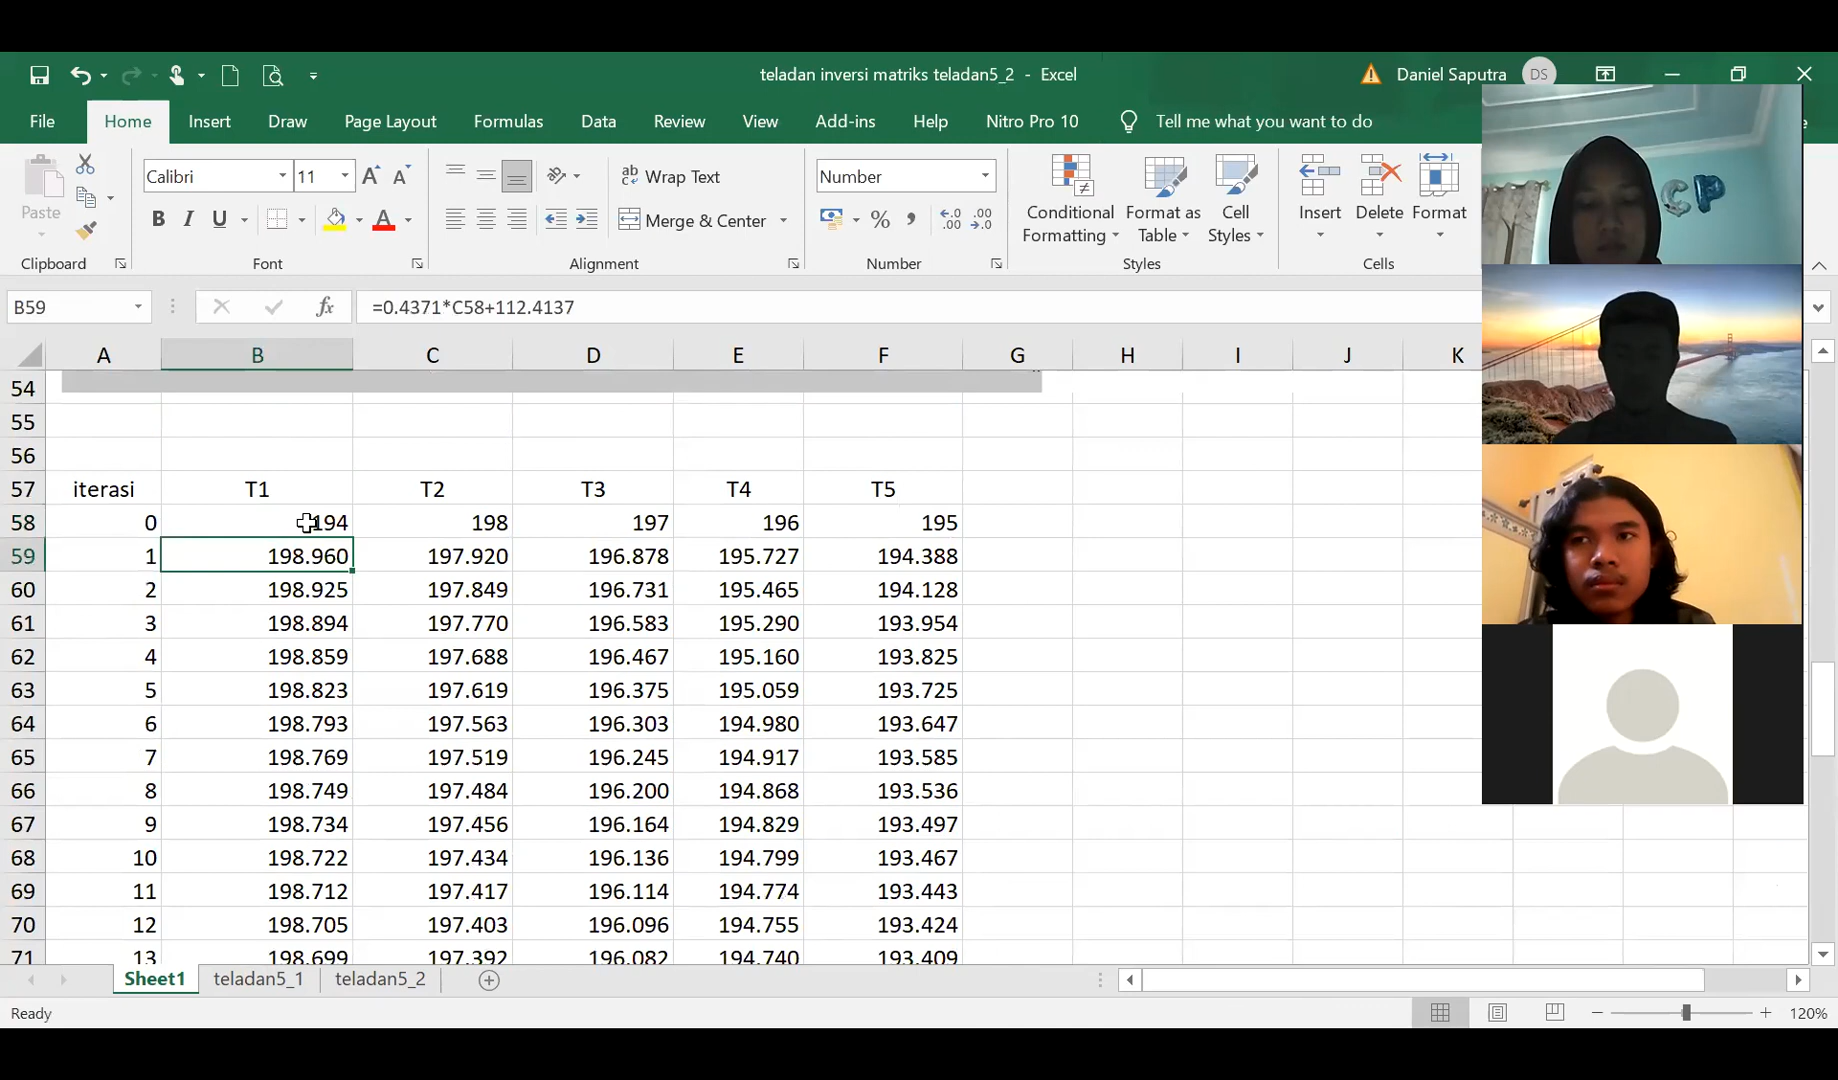 teladan inversi matriks teladan5_2 - Excel
Daniel Saputra
DS
File Home Insert Draw Page Layout Formulas Data Review View Add-ins Help Nitro Pro 10 Tell me what you want to do
Paste
Clipboard
Calibri 11
B I U
Font
Wrap Text
Merge & Center
Alignment
Number
Number
Conditional Formatting
Format as Table
Cell Styles
Styles
Insert Delete Format
Cells
B59 fx =0.4371*C58+112.4137
A B C D E F G H I J K
54
55
56
57 iterasi T1 T2 T3 T4 T5
58 0 194 198 197 196 195
59 1 198.960 197.920 196.878 195.727 194.388
60 2 198.925 197.849 196.731 195.465 194.128
61 3 198.894 197.770 196.583 195.290 193.954
62 4 198.859 197.688 196.467 195.160 193.825
63 5 198.823 197.619 196.375 195.059 193.725
64 6 198.793 197.563 196.303 194.980 193.647
65 7 198.769 197.519 196.245 194.917 193.585
66 8 198.749 197.484 196.200 194.868 193.536
67 9 198.734 197.456 196.164 194.829 193.497
68 10 198.722 197.434 196.136 194.799 193.467
69 11 198.712 197.417 196.114 194.774 193.443
70 12 198.705 197.403 196.096 194.755 193.424
71 13 198.699 197.392 196.082 194.740 193.409
Sheet1 teladan5_1 teladan5_2
Ready
120%
CP